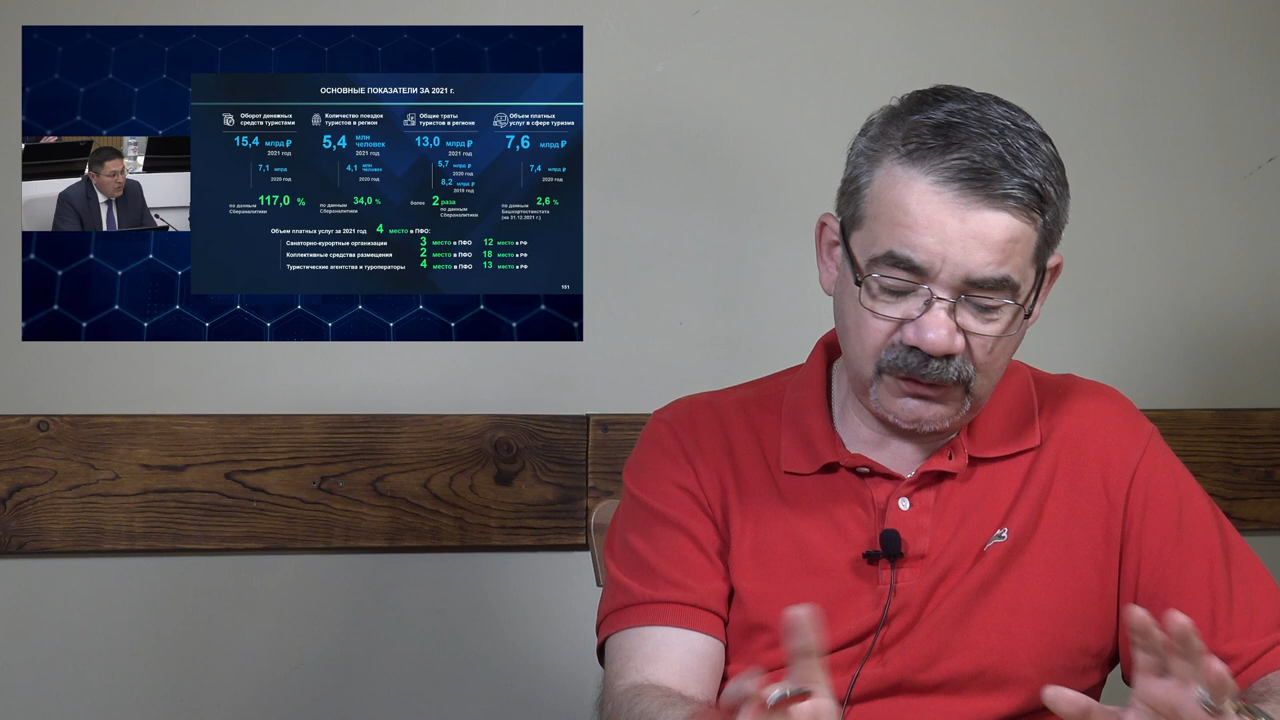 ОСНОВНЫЕ ПОКАЗАТЕЛИ ЗА 2021 г.
Оборот денежных
средств туристами
15,4 млрд ₽
2021 год
7,1 млрд ₽
2020 год
по данным
Сбераналитики
117,0 %
Количество поездок
туристов в регион
5,4 млн
человек
2021 год
4,1 млн
человек
2020 год
по данным
Сбераналитики
34,0 %
Общие траты
туристов в регионе
13,0 млрд ₽
2021 год
5,7 млрд ₽
2020 год
8,2 млрд ₽
2019 год
более 2 раза
по данным
Сбераналитики
Объем платных
услуг в сфере туризма
7,6 млрд ₽
2021 год
7,4 млрд ₽
2020 год
2,6 %
по данным
Башкортостанстата
(на 31.12.2021 г.)
Объем платных услуг за 2021 год 4 место в ПФО:
Санаторно-курортные организации 3 место в ПФО 12 место в РФ
Коллективные средства размещения 2 место в ПФО 18 место в РФ
Туристические агентства и туроператоры 4 место в ПФО 13 место в РФ
151